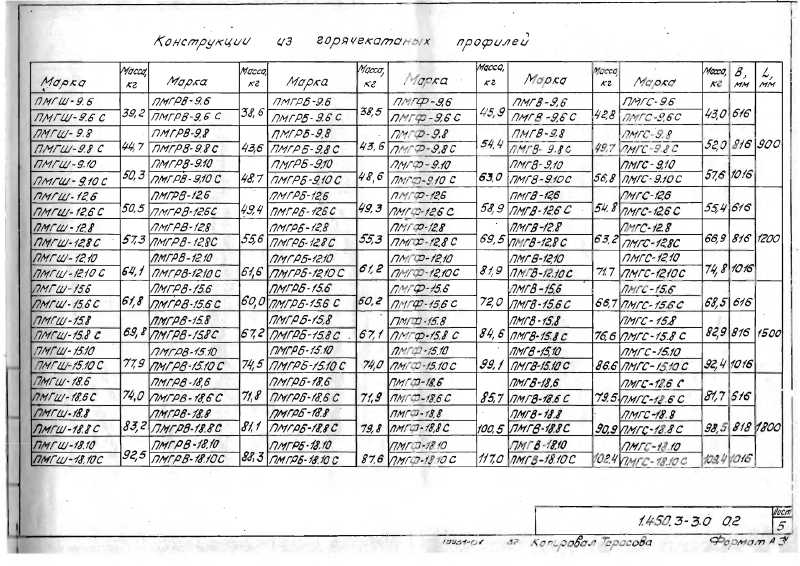 Конструкции из горячекатаных профилей
Марка Масса, кг Марка Масса, кг Марка Масса, кг Марка Масса, кг Марка Масса, кг Марка Масса, кг B, мм L, мм
ПМГШ-9.6 ПМГРВ-9.6 ПМГРБ-9.6 ПМГФ-9.6 ПМГВ-9.6 ПМГС-9.6
ПМГШ-9.6 С 39,2 ПМГРВ-9.6 С 38,6 ПМГРБ-9.6 С 38,5 ПМГФ-9.6 С 45,9 ПМГВ-9.6 С 42,8 ПМГС-9.6 С 43,0 616
ПМГШ-9.8 ПМГРВ-9.8 ПМГРБ-9.8 ПМГФ-9.8 ПМГВ-9.8 ПМГС-9.8
ПМГШ-9.8 С 44,7 ПМГРВ-9.8 С 43,6 ПМГРБ-9.8 С 43,6 ПМГФ-9.8 С 54,4 ПМГВ-9.8 С 49,7 ПМГС-9.8 С 52,0 816 900
ПМГШ-9.10 ПМГРВ-9.10 ПМГРБ-9.10 ПМГФ-9.10 ПМГВ-9.10 ПМГС-9.10
ПМГШ-9.10 С 50,3 ПМГРВ-9.10 С 48,7 ПМГРБ-9.10 С 48,6 ПМГФ-9.10 С 63,0 ПМГВ-9.10 С 56,8 ПМГС-9.10 С 57,6 1016
ПМГШ-12.6 ПМГРВ-12.6 ПМГРБ-12.6 ПМГФ-12.6 ПМГВ-12.6 ПМГС-12.6
ПМГШ-12.6 С 50,5 ПМГРВ-12.6 С 49,4 ПМГРБ-12.6 С 49,3 ПМГФ-12.6 С 58,9 ПМГВ-12.6 С 54,8 ПМГС-12.6 С 55,4 616
ПМГШ-12.8 ПМГРВ-12.8 ПМГРБ-12.8 ПМГФ-12.8 ПМГВ-12.8 ПМГС-12.8
ПМГШ-12.8 С 57,3 ПМГРВ-12.8 С 55,6 ПМГРБ-12.8 С 55,3 ПМГФ-12.8 С 69,5 ПМГВ-12.8 С 63,2 ПМГС-12.8 С 66,9 816 1200
ПМГШ-12.10 ПМГРВ-12.10 ПМГРБ-12.10 ПМГФ-12.10 ПМГВ-12.10 ПМГС-12.10
ПМГШ-12.10 С 64,1 ПМГРВ-12.10 С 61,6 ПМГРБ-12.10 С 61,2 ПМГФ-12.10 С 81,9 ПМГВ-12.10 С 71,7 ПМГС-12.10 С 74,8 1016
ПМГШ-15.6 ПМГРВ-15.6 ПМГРБ-15.6 ПМГФ-15.6 ПМГВ-15.6 ПМГС-15.6
ПМГШ-15.6 С 61,8 ПМГРВ-15.6 С 60,0 ПМГРБ-15.6 С 60,2 ПМГФ-15.6 С 72,0 ПМГВ-15.6 С 68,7 ПМГС-15.6 С 68,5 616
ПМГШ-15.8 ПМГРВ-15.8 ПМГРБ-15.8 ПМГФ-15.8 ПМГВ-15.8 ПМГС-15.8
ПМГШ-15.8 С 69,8 ПМГРВ-15.8 С 67,2 ПМГРБ-15.8 С 67,1 ПМГФ-15.8 С 84,6 ПМГВ-15.8 С 76,6 ПМГС-15.8 С 82,9 816 1500
ПМГШ-15.10 ПМГРВ-15.10 ПМГРБ-15.10 ПМГФ-15.10 ПМГВ-15.10 ПМГС-15.10
ПМГШ-15.10 С 77,9 ПМГРВ-15.10 С 74,5 ПМГРБ-15.10 С 74,0 ПМГФ-15.10 С 99,1 ПМГВ-15.10 С 86,6 ПМГС-15.10 С 92,4 1016
ПМГШ-18.6 ПМГРВ-18.6 ПМГРБ-18.6 ПМГФ-18.6 ПМГВ-18.6 ПМГС-18.6 С
ПМГШ-18.6 С 74,0 ПМГРВ-18.6 С 71,8 ПМГРБ-18.6 С 71,9 ПМГФ-18.6 С 85,7 ПМГВ-18.6 С 79,5 ПМГС-18.6 С 81,7 616
ПМГШ-18.8 ПМГРВ-18.8 ПМГРБ-18.8 ПМГФ-18.8 ПМГВ-18.8 ПМГС-18.8
ПМГШ-18.8 С 83,2 ПМГРВ-18.8 С 81,1 ПМГРБ-18.8 С 79,8 ПМГФ-18.8 С 100,5 ПМГВ-18.8 С 90,9 ПМГС-18.8 С 98,5 818 1800
ПМГШ-18.10 ПМГРВ-18.10 ПМГРБ-18.10 ПМГФ-18.10 ПМГВ-18.10 ПМГС-18.10
ПМГШ-18.10 С 92,5 ПМГРВ-18.10 С 88,3 ПМГРБ-18.10 С 87,6 ПМГФ-18.10 С 117,0 ПМГВ-18.10 С 102,4 ПМГС-18.10 С 109,4 1016
1.450.3-3.0 02
Лист
5
37 Копировал Тарасова Формат А3